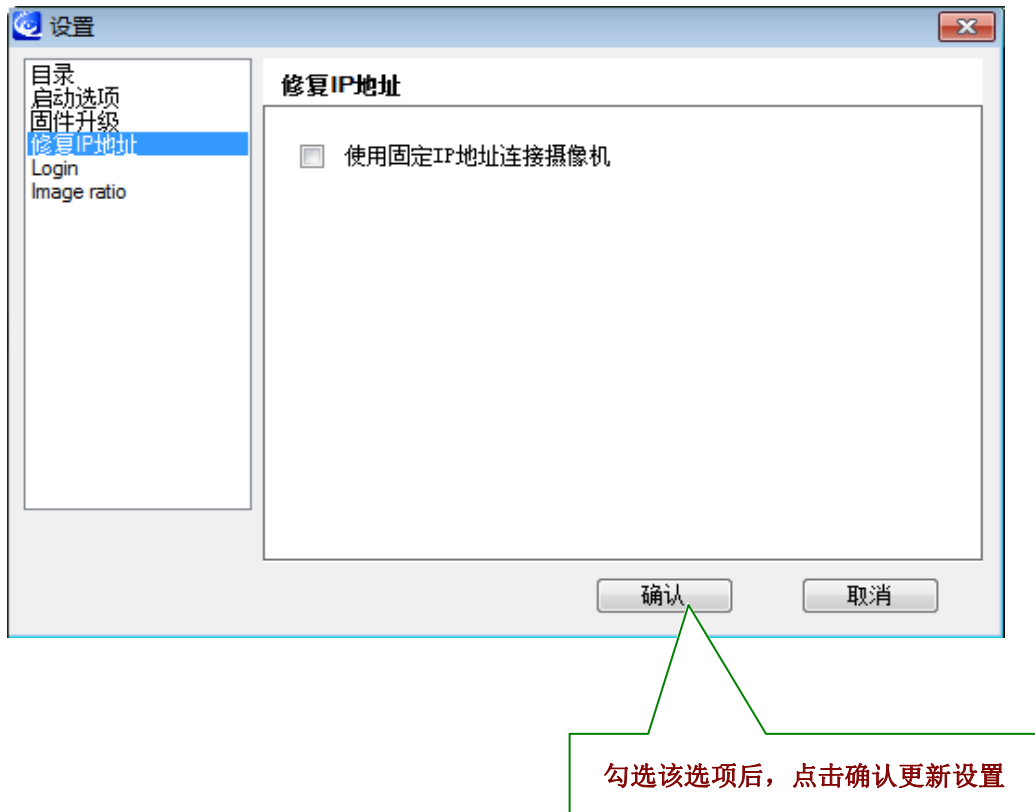 设置
目录
启动选项
固件升级
修复IP地址
Login
Image ratio
修复IP地址
使用固定IP地址连接摄像机
确认
取消
勾选该选项后，点击确认更新设置